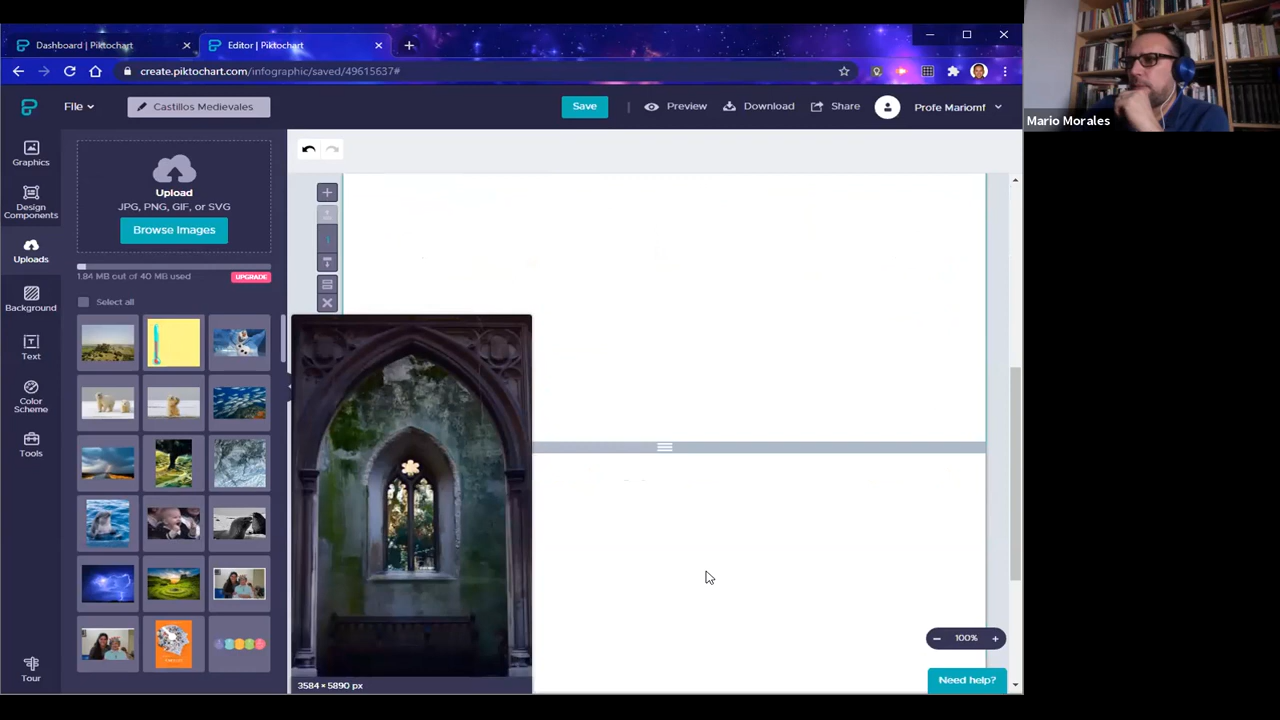 Dashboard | Piktochart
Editor | Piktochart
create.piktochart.com/infographic/saved/49615637#
File
Castillos Medievales
Save
Preview
Download
Share
Profe Mariomf
Mario Morales
Graphics
Design
Components
Uploads
Background
Text
Color
Scheme
Tools
Tour
Upload
JPG, PNG, GIF, or SVG
Browse Images
1.84 MB out of 40 MB used
UPGRADE
Select all
1
3584 × 5890 px
100%
Need help?